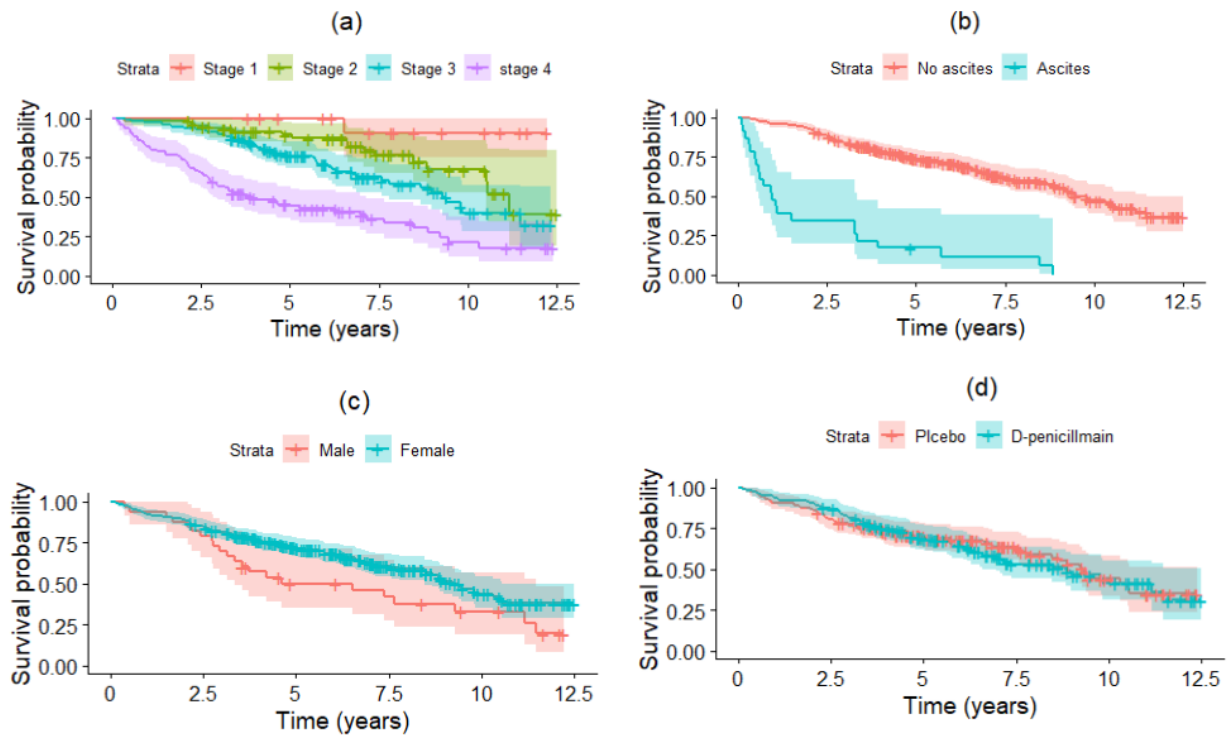 (a)
Strata Stage 1 Stage 2 Stage 3 stage 4
Survival probability
1.00
0.75
0.50
0.25
0.00
0 2.5 5 7.5 10 12.5
Time (years)
(b)
Strata No ascites Ascites
Survival probability
1.00
0.75
0.50
0.25
0.00
0 2.5 5 7.5 10 12.5
Time (years)
(c)
Strata Male Female
Survival probability
1.00
0.75
0.50
0.25
0.00
0 2.5 5 7.5 10 12.5
Time (years)
(d)
Strata Plcebo D-penicillmain
Survival probability
1.00
0.75
0.50
0.25
0.00
0 2.5 5 7.5 10 12.5
Time (years)